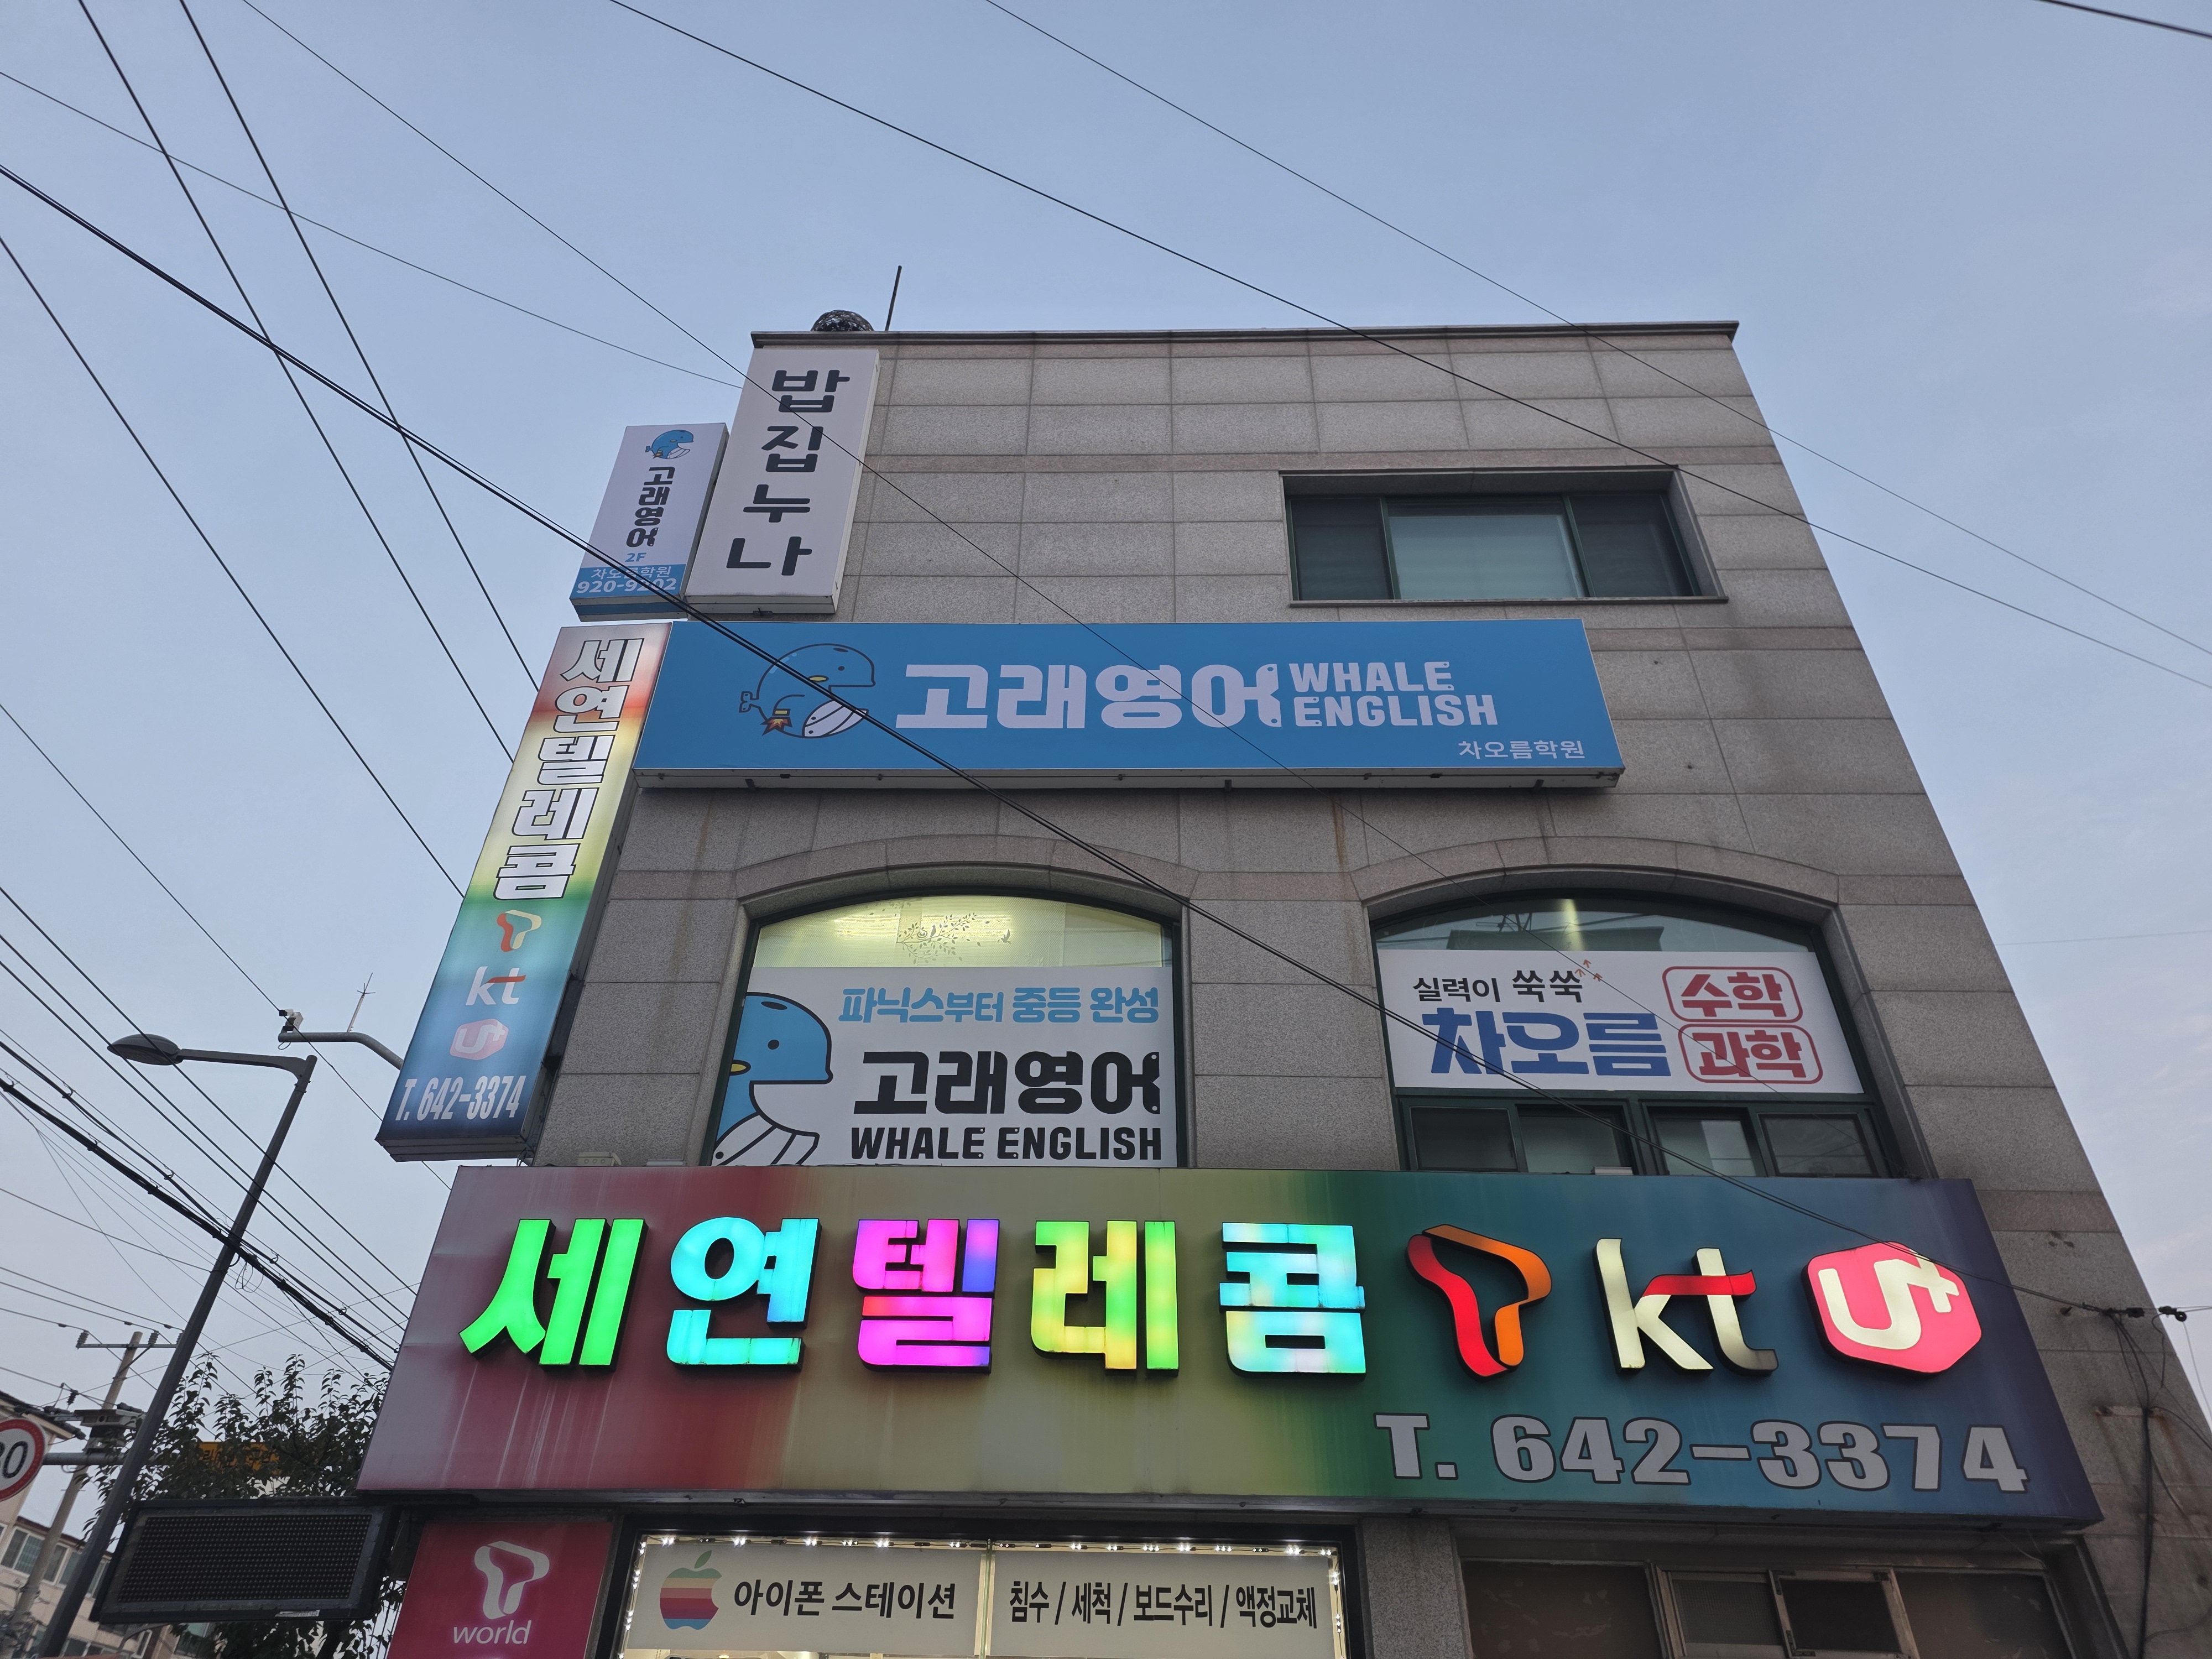 밥집누나
고래영어
2F
차오름학원
920-9202
세연텔레콤
kt
U+
T. 642-3374
고래영어 WHALE ENGLISH
차오름학원
파닉스부터 중등 완성
고래영어
WHALE ENGLISH
실력이 쑥쑥
차오름
수학
과학
세연텔레콤 T kt U+
T. 642-3374
T
world
아이폰 스테이션
침수 / 세척 / 보드수리 / 액정교체